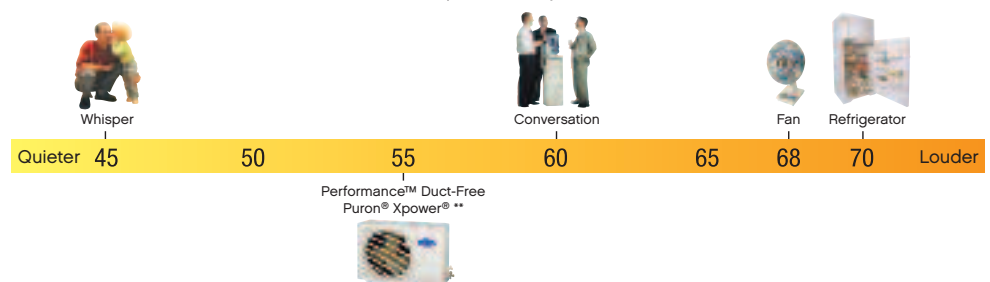 Whisper
Conversation
Fan
Refrigerator
Quieter 45 50 55 60 65 68 70 Louder
Performance™ Duct-Free
Puron® Xpower® **